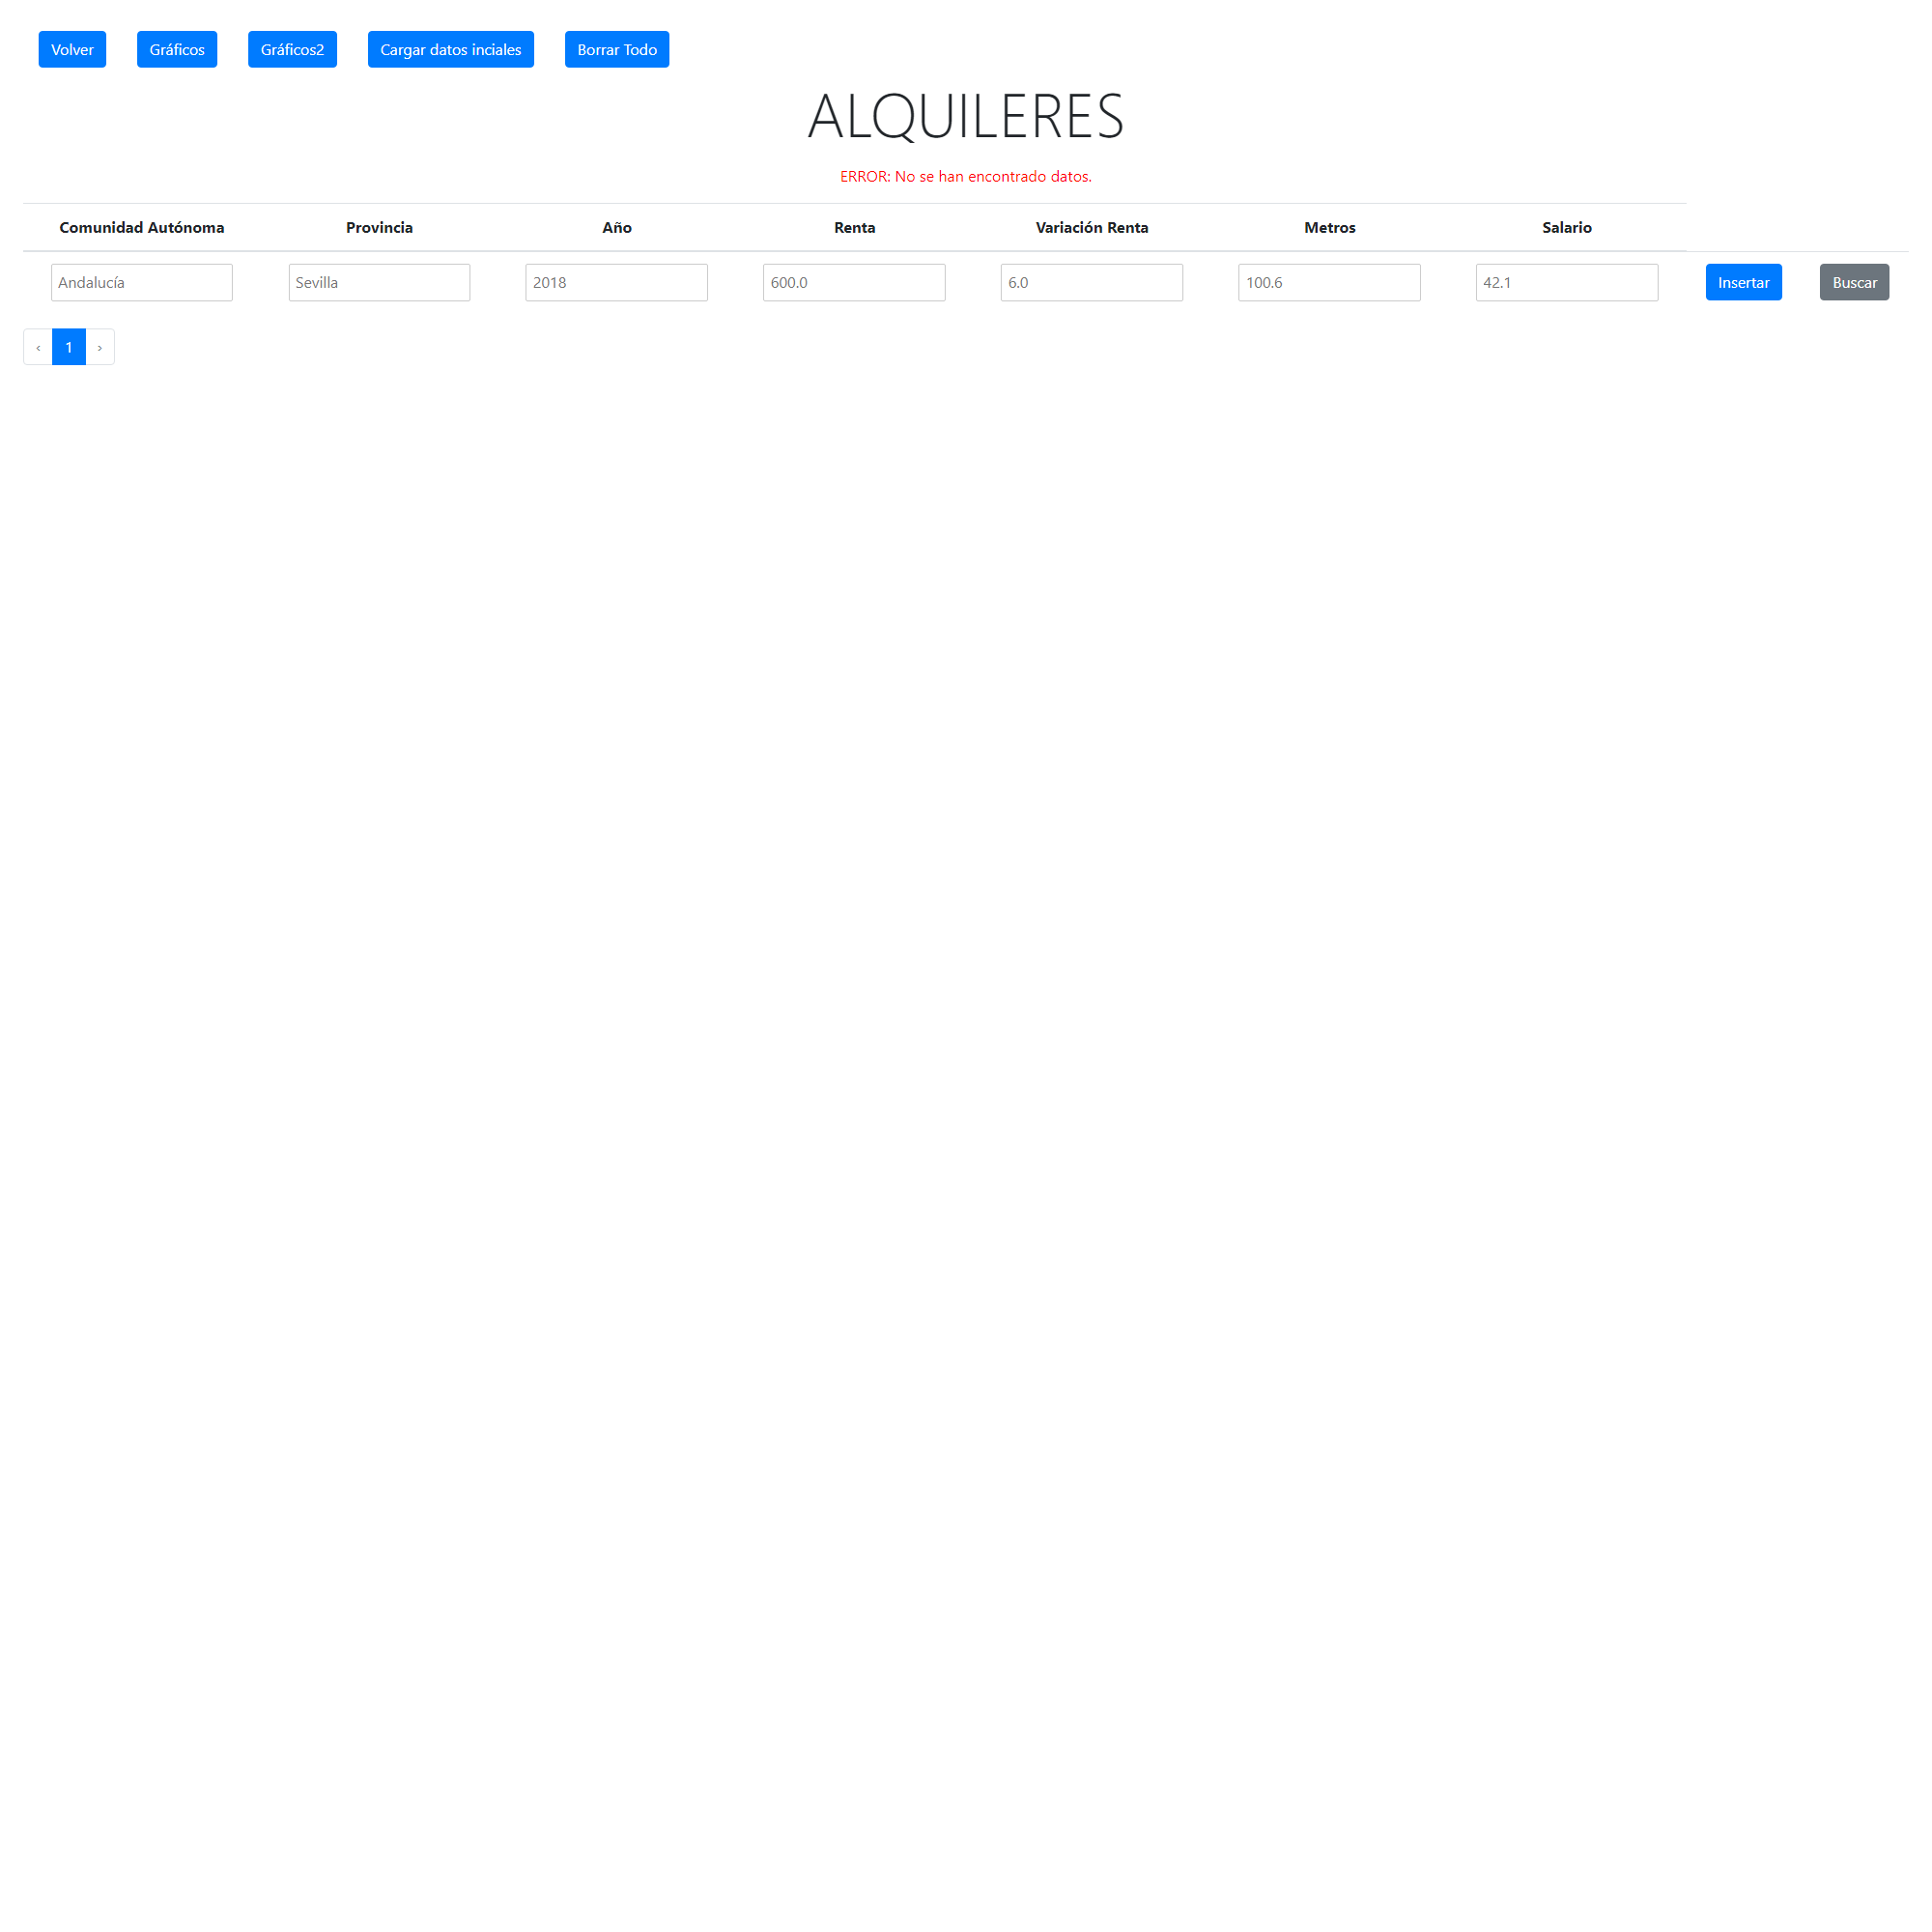 Volver Gráficos Gráficos2 Cargar datos inciales Borrar Todo
ALQUILERES
ERROR: No se han encontrado datos.
Comunidad Autónoma Provincia Año Renta Variación Renta Metros Salario
Andalucía Sevilla 2018 600.0 6.0 100.6 42.1 Insertar Buscar
‹ 1 ›